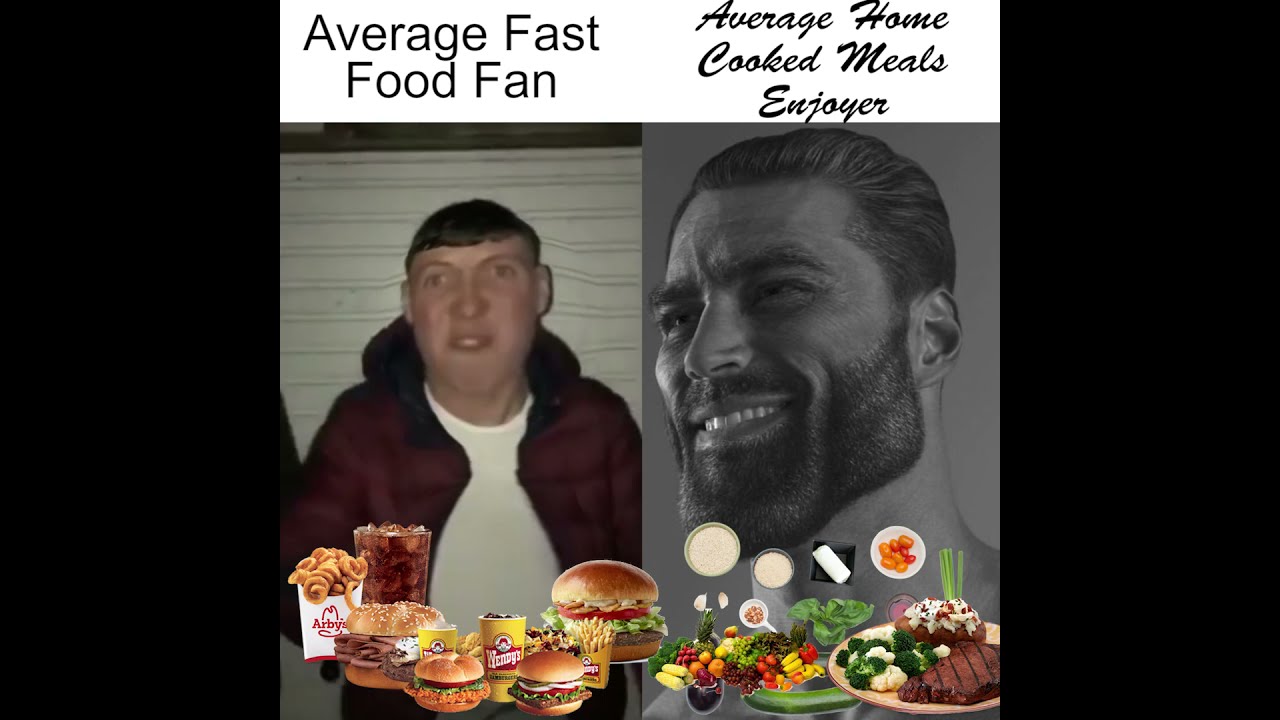 Average Fast
Food Fan
Average Home
Cooked Meals
Enjoyer
Arby's
Wendy's